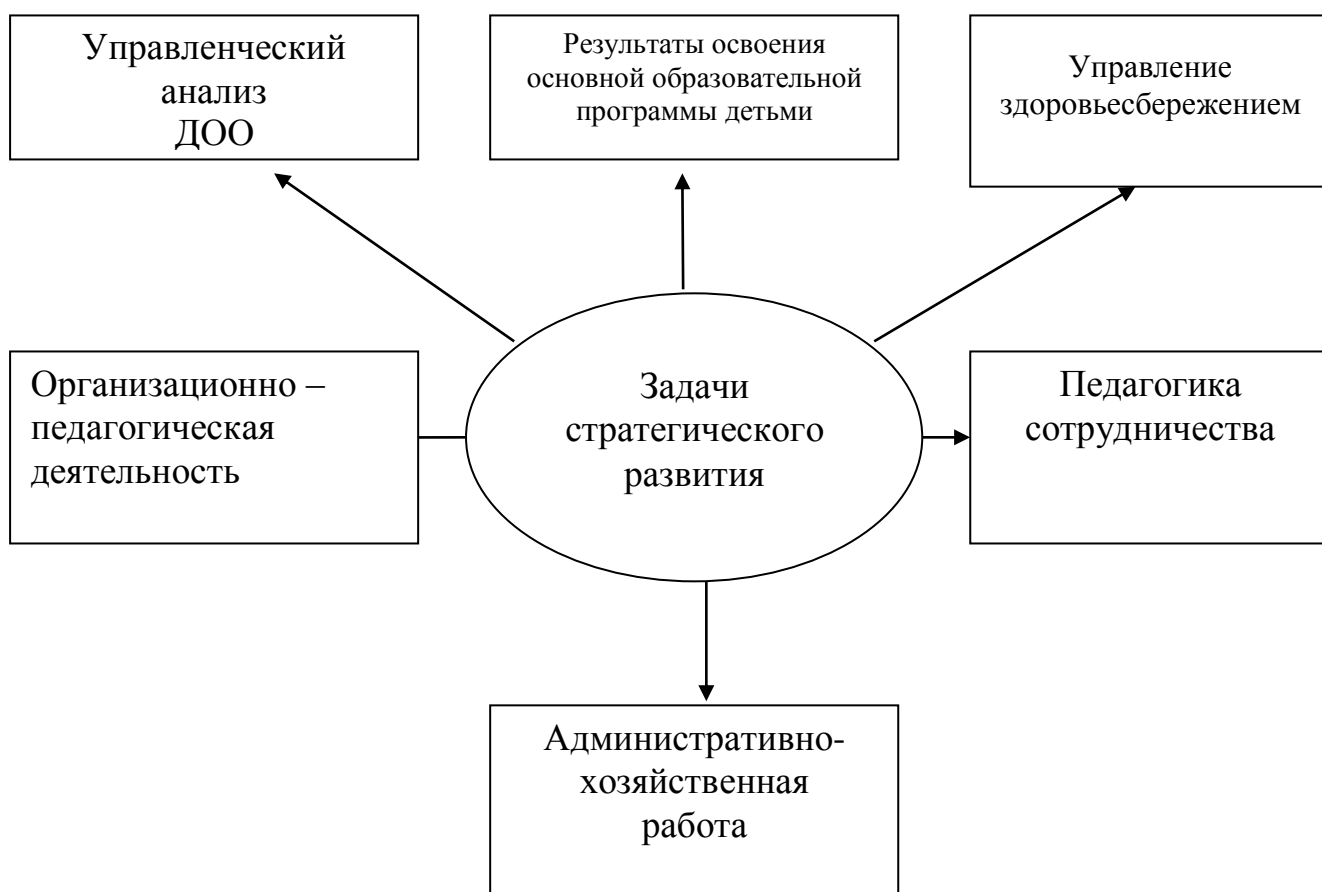 Управленческий
анализ
ДОО
Результаты освоения
основной образовательной
программы детьми
Управление
здоровьесбережением
Организационно –
педагогическая
деятельность
Задачи
стратегического
развития
Педагогика
сотрудничества
Административно-
хозяйственная
работа